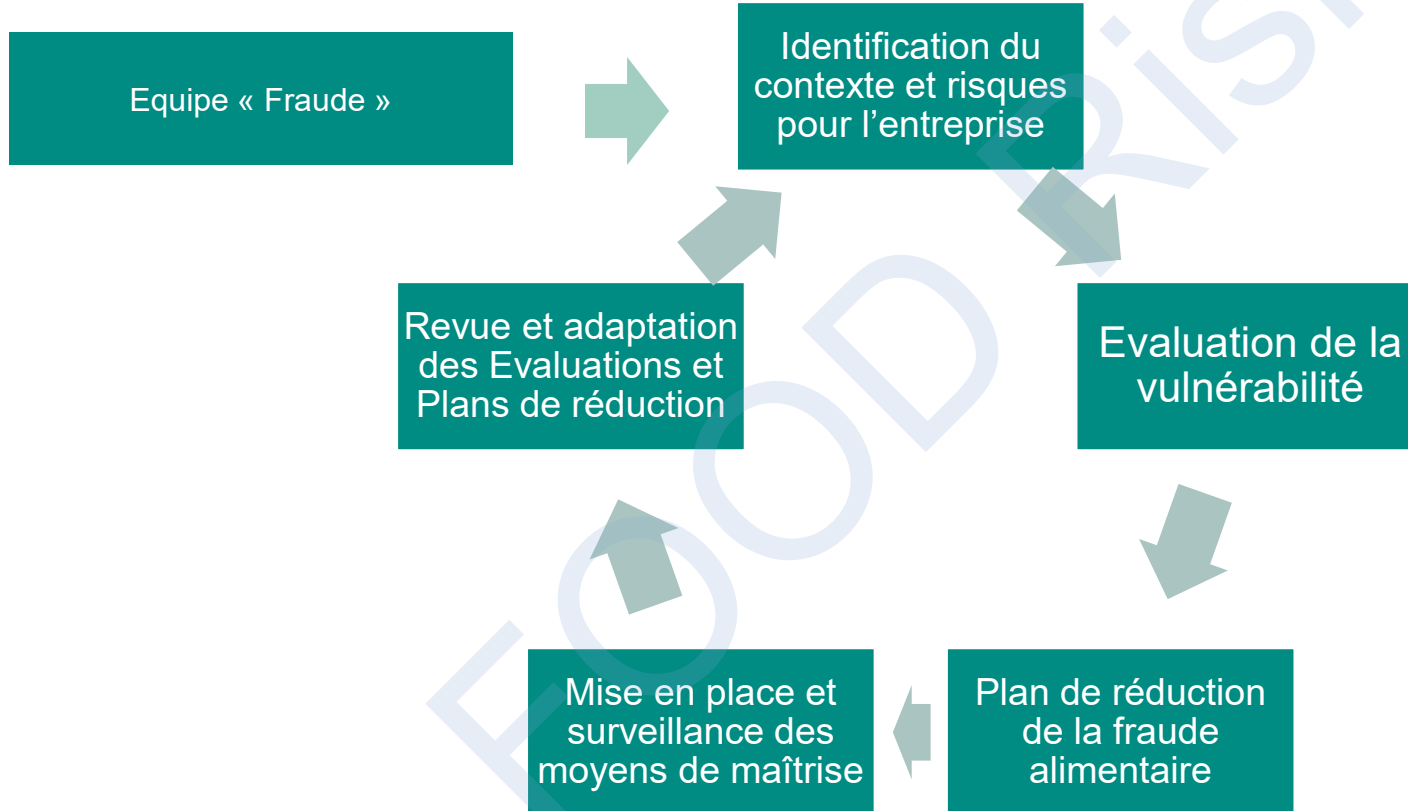 Equipe « Fraude »
Identification du
contexte et risques
pour l'entreprise
Evaluation de la
vulnérabilité
Plan de réduction
de la fraude
alimentaire
Mise en place et
surveillance des
moyens de maîtrise
Revue et adaptation
des Evaluations et
Plans de réduction
FOOD Ris